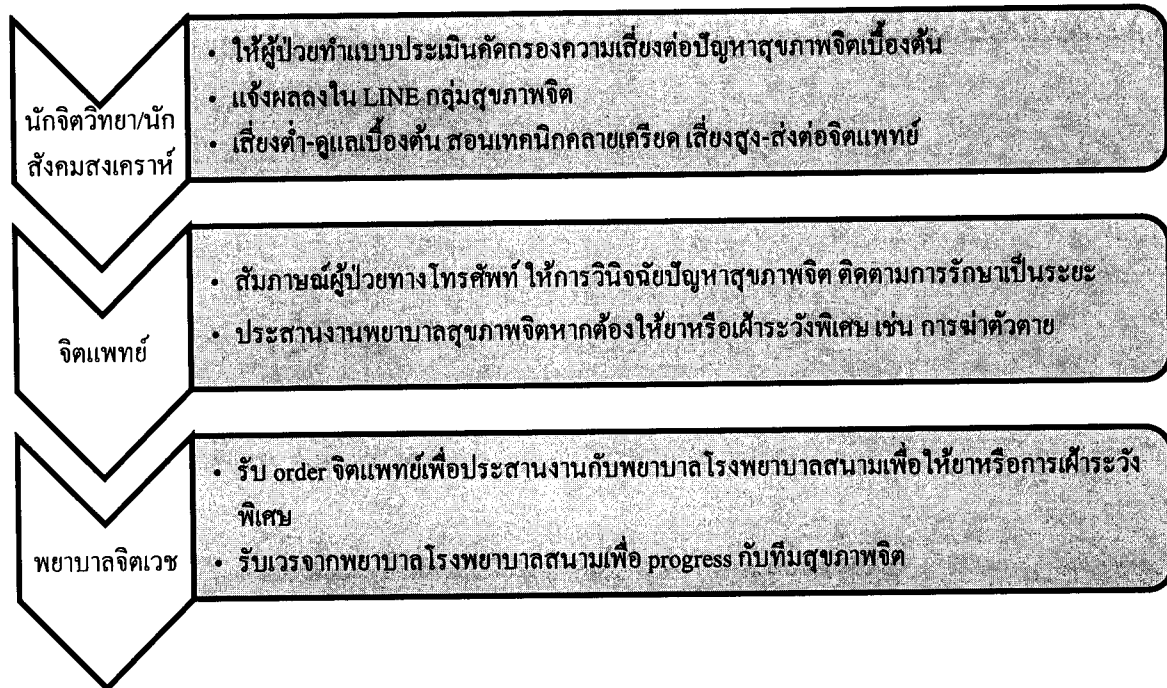 นักจิตวิทยา/นัก
สังคมสงเคราห์
• ให้ผู้ป่วยทำแบบประเมินคัดกรองความเสี่ยงต่อปัญหาสุขภาพจิตเบื้องต้น
• แจ้งผลลงใน LINE กลุ่มสุขภาพจิต
• เสี่ยงต่ำ-ดูแลเบื้องต้น สอนเทคนิกคลายเครียด เสี่ยงสูง-ส่งต่อจิตแพทย์
จิตแพทย์
• สัมภาษณ์ผู้ป่วยทางโทรศัพท์ ให้การวินิจฉัยปัญหาสุขภาพจิต ติดตามการรักษาเป็นระยะ
• ประสานงานพยาบาลสุขภาพจิตหากต้องให้ยาหรือเฝ้าระวังพิเศษ เช่น การฆ่าตัวตาย
พยาบาลจิตเวช
• รับ order จิตแพทย์เพื่อประสานงานกับพยาบาลโรงพยาบาลสนามเพื่อให้ยาหรือการเฝ้าระวัง
พิเศษ
• รับเวรจากพยาบาลโรงพยาบาลสนามเพื่อ progress กับทีมสุขภาพจิต